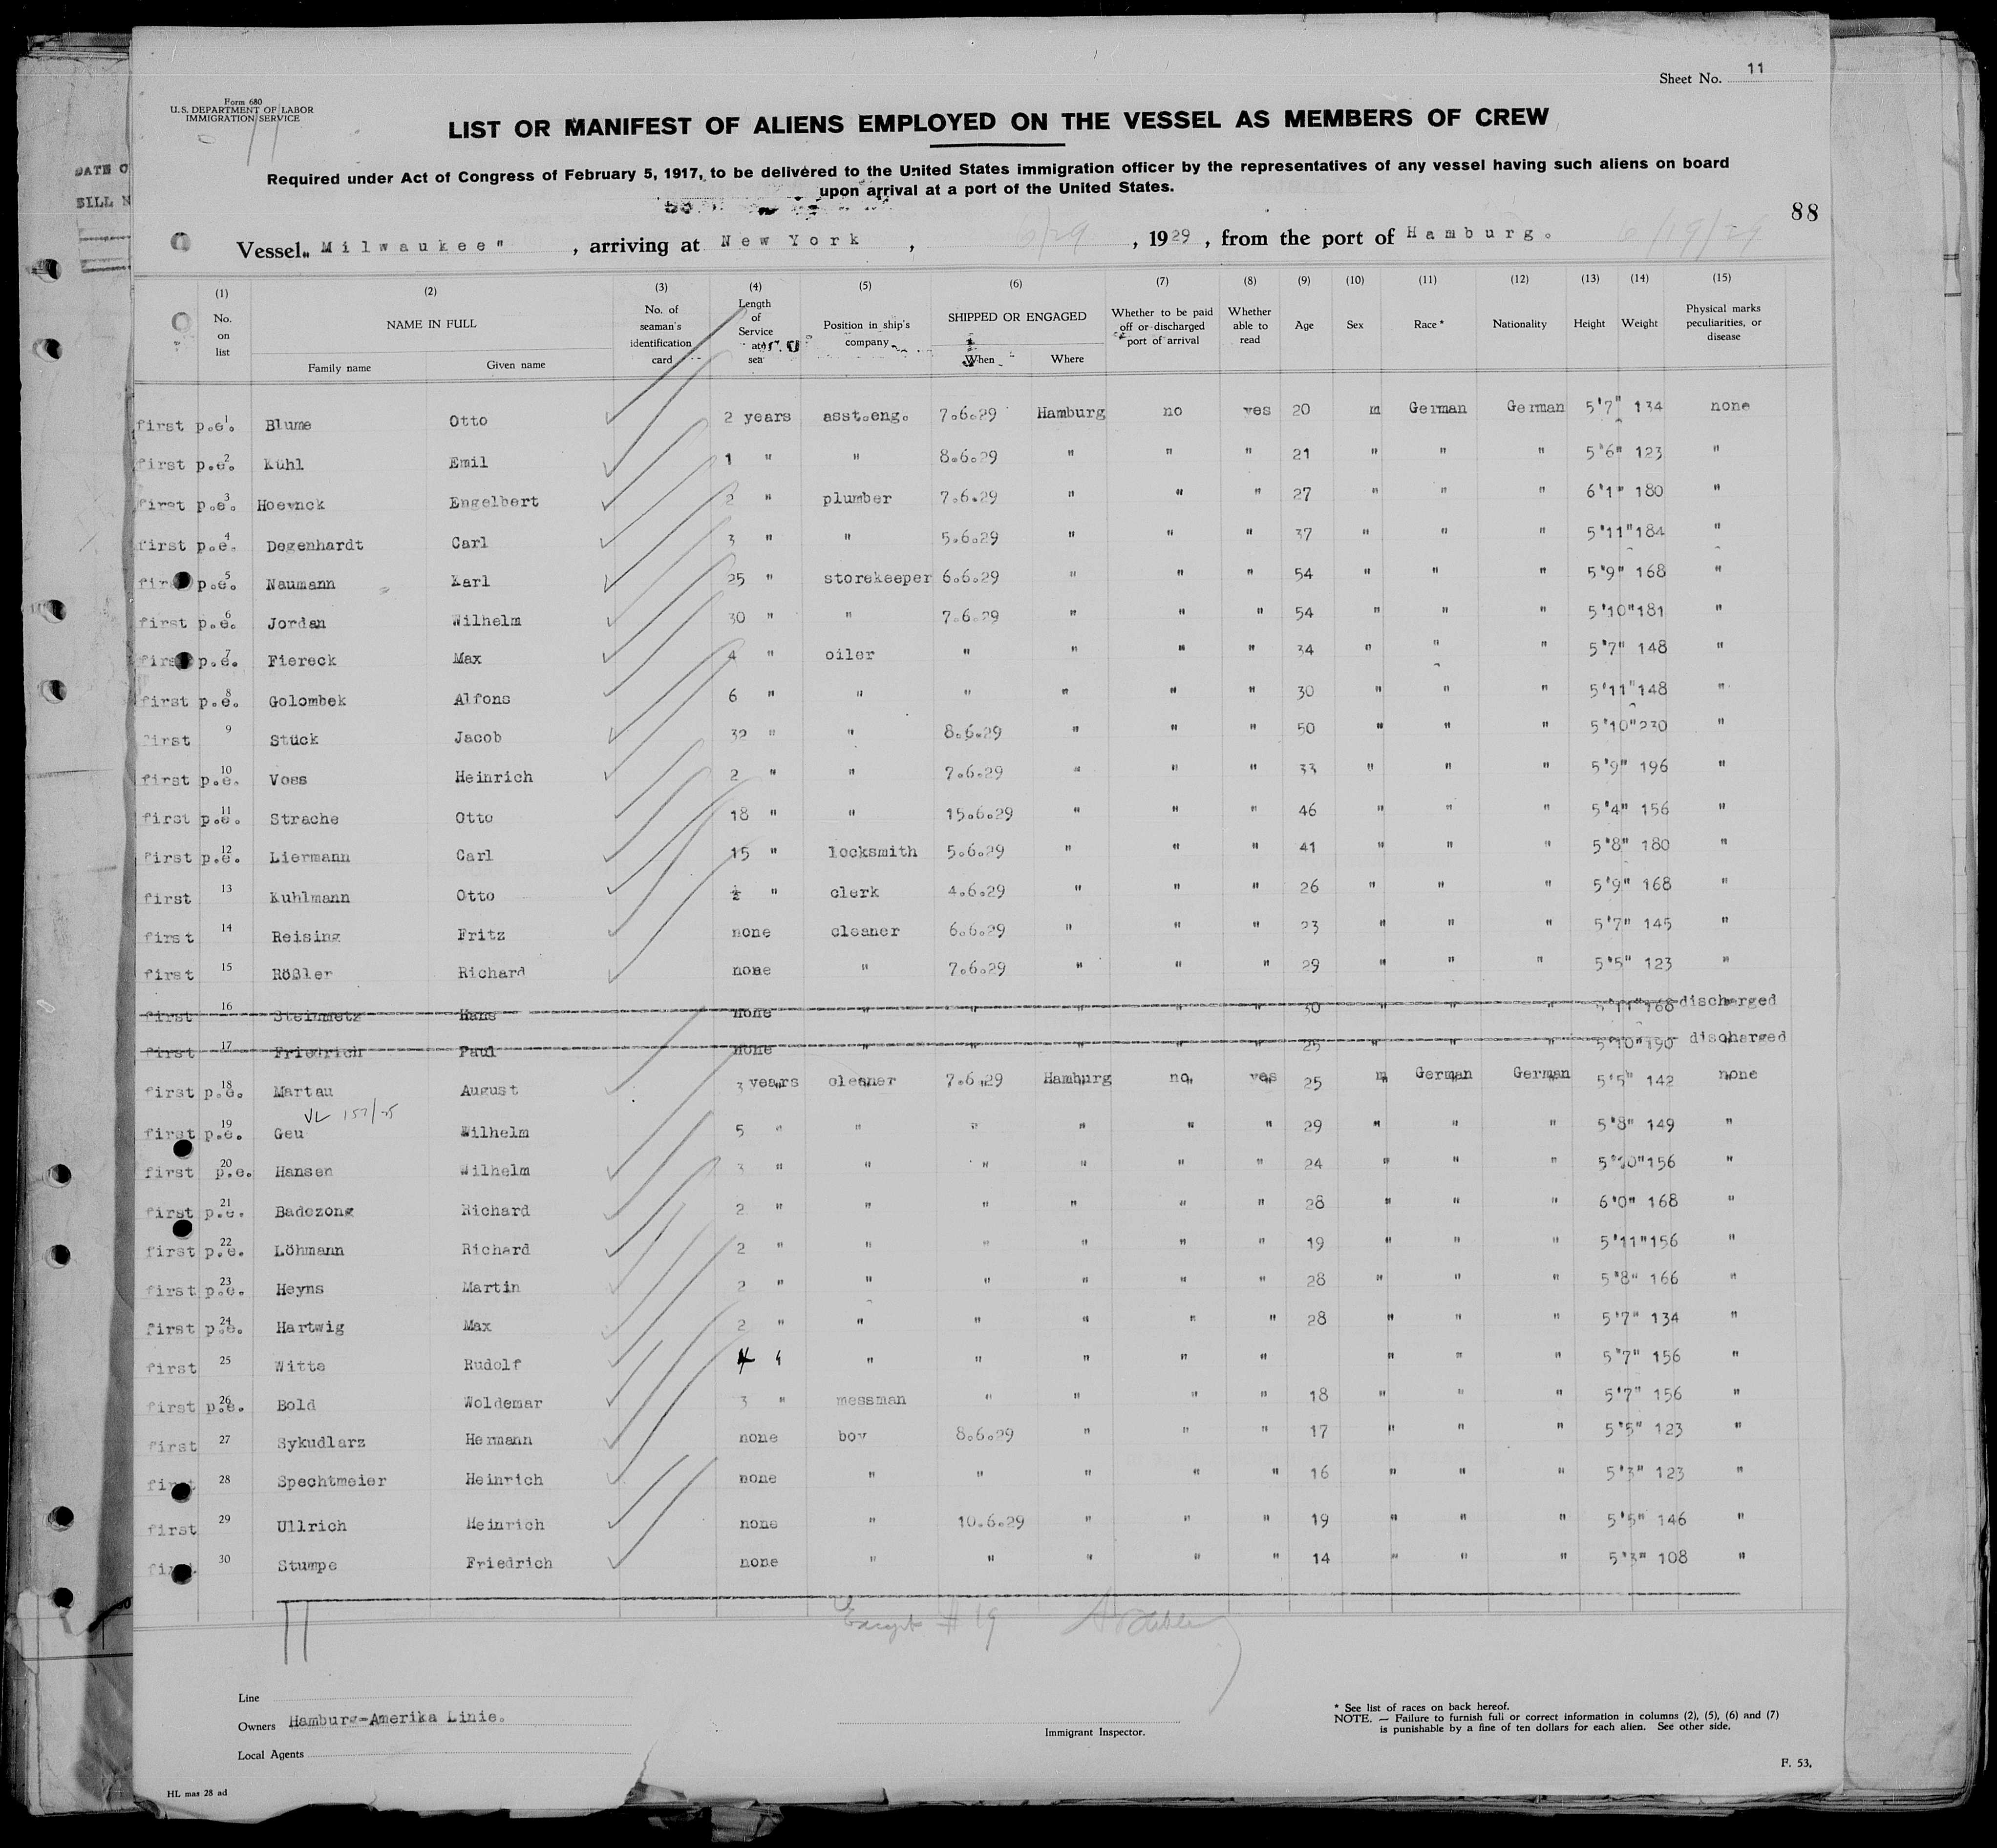 Sheet No. 11
Form 680
U.S. DEPARTMENT OF LABOR
IMMIGRATION SERVICE
LIST OR MANIFEST OF ALIENS EMPLOYED ON THE VESSEL AS MEMBERS OF CREW
Required under Act of Congress of February 5, 1917, to be delivered to the United States immigration officer by the representatives of any vessel having such aliens on board
upon arrival at a port of the United States.
DATE O
BILL N
88
Vessel „Milwaukee" , arriving at New York , 6/29 , 1929 , from the port of Hamburg. 6/19/29
(1) (2) (3) (4) (5) (6) (7) (8) (9) (10) (11) (12) (13) (14) (15)
No. on list NAME IN FULL Family name Given name No. of seaman's identification card Length of Service at sea Position in ship's company SHIPPED OR ENGAGED When Where Whether to be paid off or discharged port of arrival Whether able to read Age Sex Race * Nationality Height Weight Physical marks peculiarities, or disease
first p.e. 1 Blume Otto 2 years asst.eng. 7.6.29 Hamburg no yes 20 m German German 5'7" 134 none
first p.e. 2 Kühl Emil 1 " " 8.6.29 " " " 21 " " " 5'6" 123 "
first p.e. 3 Hoevnck Engelbert 2 " plumber 7.6.29 " " " 27 " " " 6'1" 180 "
first p.e. 4 Degenhardt Carl 3 " " 5.6.29 " " " 37 " " " 5'11" 184 "
first p.e. 5 Naumann Karl 25 " storekeeper 6.6.29 " " " 54 " " " 5'9" 168 "
first p.e. 6 Jordan Wilhelm 30 " " 7.6.29 " " " 54 " " " 5'10" 181 "
first p.e. 7 Fiereck Max 4 " oiler " " " " 34 " " " 5'7" 148 "
first p.e. 8 Golombek Alfons 6 " " " " " " 30 " " " 5'11" 148 "
first 9 Stück Jacob 32 " " 8.6.29 " " " 50 " " " 5'10" 230 "
first p.e. 10 Voss Heinrich 2 " " 7.6.29 " " " 33 " " " 5'9" 196 "
first p.e. 11 Strache Otto 18 " " 15.6.29 " " " 46 " " " 5'4" 156 "
first p.e. 12 Liermann Carl 15 " locksmith 5.6.29 " " " 41 " " " 5'8" 180 "
first 13 Kuhlmann Otto ½ " clerk 4.6.29 " " " 26 " " " 5'9" 168 "
first 14 Reising Fritz none cleaner 6.6.29 " " " 23 " " " 5'7" 145 "
first 15 Rößler Richard none " 7.6.29 " " " 29 " " " 5'5" 123 "
first 16 Steinmetz Hans none " " " " " 30 " " " 5'11" 168 discharged
first 17 Friedrich Paul none " " " " " 25 " " " 5'10" 190 discharged
first p.e. 18 Martau August 3 years cleaner 7.6.29 Hamburg no yes 25 m German German 5'5" 142 none
first p.e. 19 Geu Wilhelm 5 " " " " " " 29 " " " 5'8" 149 "
first p.e. 20 Hansen Wilhelm 3 " " " " " " 24 " " " 5'10" 156 "
first p.e. 21 Badczong Richard 2 " " " " " " 28 " " " 6'0" 168 "
first p.e. 22 Löhmann Richard 2 " " " " " " 19 " " " 5'11" 156 "
first p.e. 23 Heyns Martin 2 " " " " " " 28 " " " 5'8" 166 "
first p.e. 24 Hartwig Max 2 " " " " " " 28 " " " 5'7" 134 "
first 25 Witte Rudolf 4 " " " " " " " " " 5'7" 156 "
first p.e. 26 Bold Woldemar 3 " messman " " " " 18 " " " 5'7" 156 "
first 27 Sykudlarz Hermann none boy 8.6.29 " " " 17 " " " 5'5" 123 "
first 28 Spechtmeier Heinrich none " " " " " 16 " " " 5'3" 123 "
first 29 Ullrich Heinrich none " 10.6.29 " " " 19 " " " 5'5" 146 "
first 30 Stumpe Friedrich none " " " " " 14 " " " 5'3" 108 "
Except # 19
Line
Owners Hamburg-Amerika Linie.
Local Agents
Immigrant Inspector.
* See list of races on back hereof.
NOTE. — Failure to furnish full or correct information in columns (2), (5), (6) and (7)
is punishable by a fine of ten dollars for each alien. See other side.
F. 53,
HL mas 28 ad